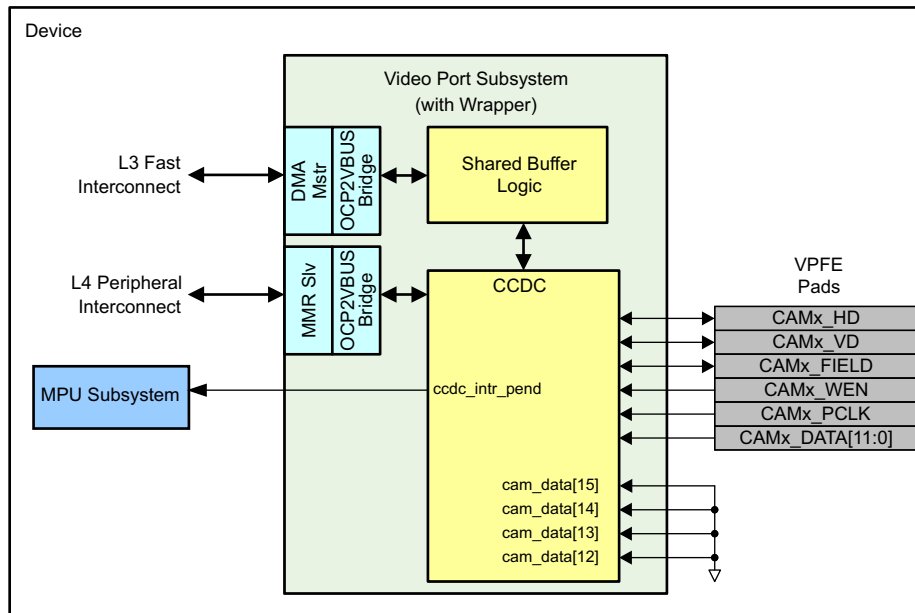 Device
Video Port Subsystem
(with Wrapper)
L3 Fast
Interconnect
DMA
Mstr
OCP2VBUS
Bridge
Shared Buffer
Logic
L4 Peripheral
Interconnect
MMR Slv
OCP2VBUS
Bridge
CCDC
VPFE
Pads
CAMx_HD
CAMx_VD
CAMx_FIELD
CAMx_WEN
CAMx_PCLK
CAMx_DATA[11:0]
MPU Subsystem
ccdc_intr_pend
cam_data[15]
cam_data[14]
cam_data[13]
cam_data[12]